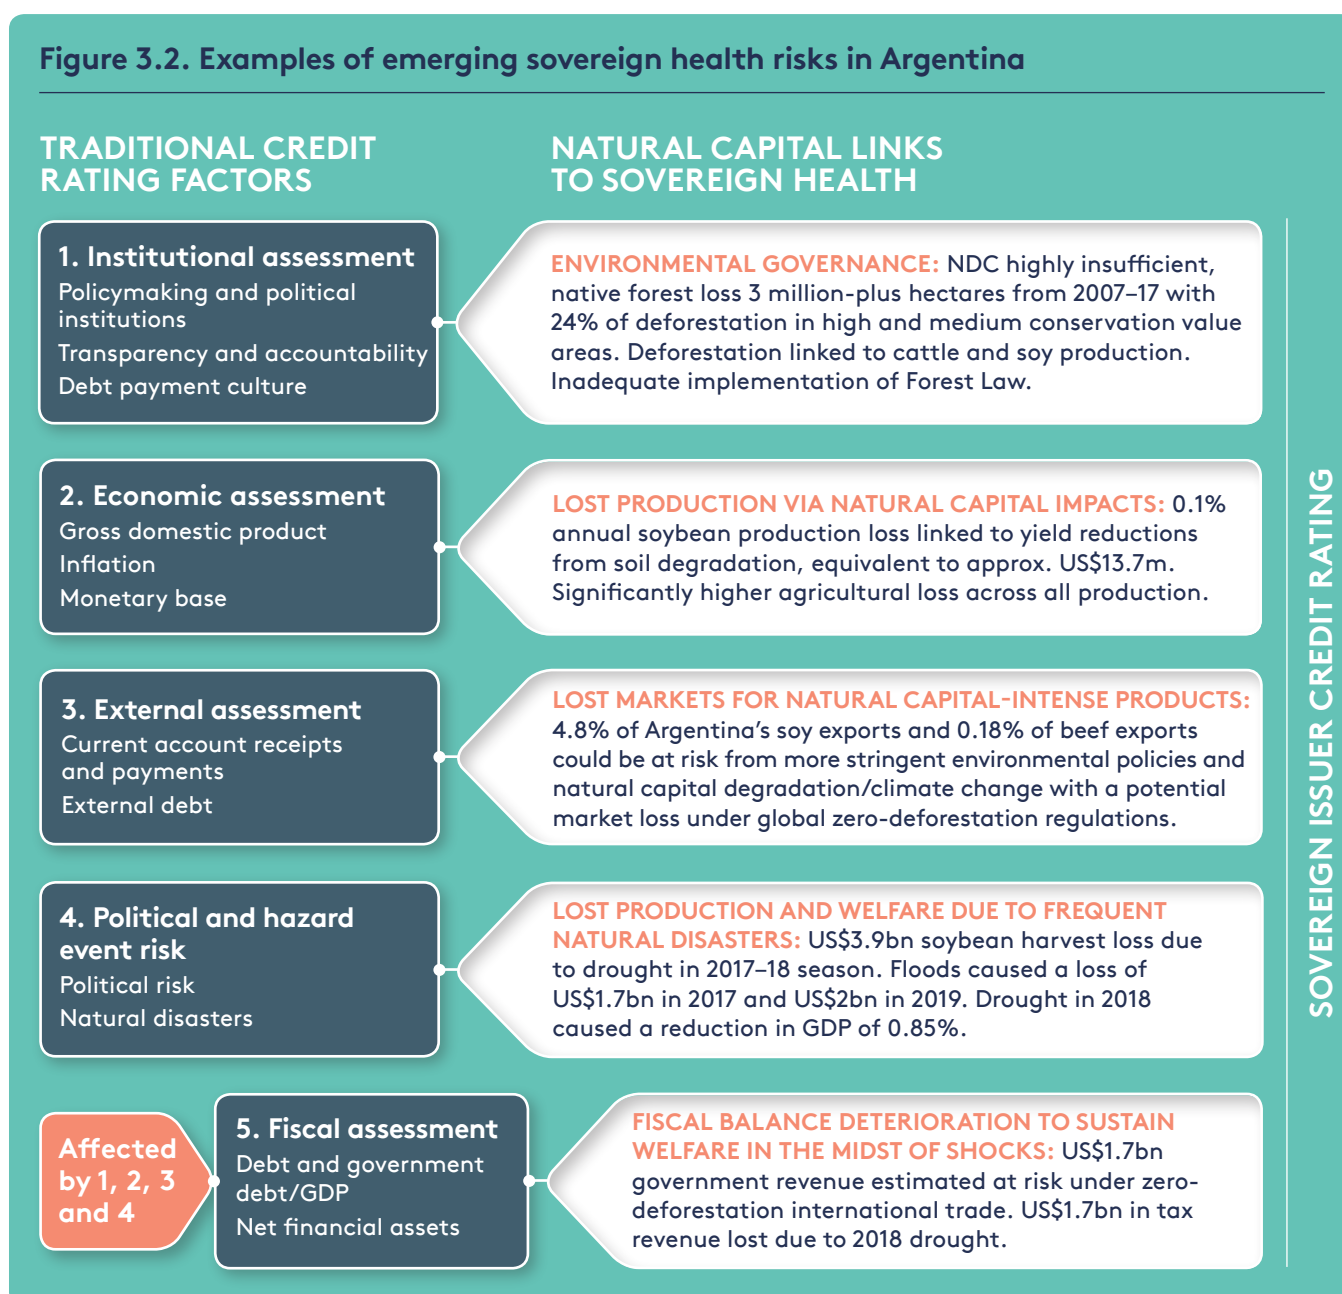 Figure 3.2. Examples of emerging sovereign health risks in Argentina
TRADITIONAL CREDIT
RATING FACTORS
NATURAL CAPITAL LINKS
TO SOVEREIGN HEALTH
1. Institutional assessment
Policymaking and political
institutions
Transparency and accountability
Debt payment culture
ENVIRONMENTAL GOVERNANCE: NDC highly insufficient,
native forest loss 3 million-plus hectares from 2007–17 with
24% of deforestation in high and medium conservation value
areas. Deforestation linked to cattle and soy production.
Inadequate implementation of Forest Law.
2. Economic assessment
Gross domestic product
Inflation
Monetary base
LOST PRODUCTION VIA NATURAL CAPITAL IMPACTS: 0.1%
annual soybean production loss linked to yield reductions
from soil degradation, equivalent to approx. US$13.7m.
Significantly higher agricultural loss across all production.
3. External assessment
Current account receipts
and payments
External debt
LOST MARKETS FOR NATURAL CAPITAL-INTENSE PRODUCTS:
4.8% of Argentina’s soy exports and 0.18% of beef exports
could be at risk from more stringent environmental policies and
natural capital degradation/climate change with a potential
market loss under global zero-deforestation regulations.
4. Political and hazard
event risk
Political risk
Natural disasters
LOST PRODUCTION AND WELFARE DUE TO FREQUENT
NATURAL DISASTERS: US$3.9bn soybean harvest loss due
to drought in 2017–18 season. Floods caused a loss of
US$1.7bn in 2017 and US$2bn in 2019. Drought in 2018
caused a reduction in GDP of 0.85%.
Affected
by 1, 2, 3
and 4
5. Fiscal assessment
Debt and government
debt/GDP
Net financial assets
FISCAL BALANCE DETERIORATION TO SUSTAIN
WELFARE IN THE MIDST OF SHOCKS: US$1.7bn
government revenue estimated at risk under zero-
deforestation international trade. US$1.7bn in tax
revenue lost due to 2018 drought.
SOVEREIGN ISSUER CREDIT RATING